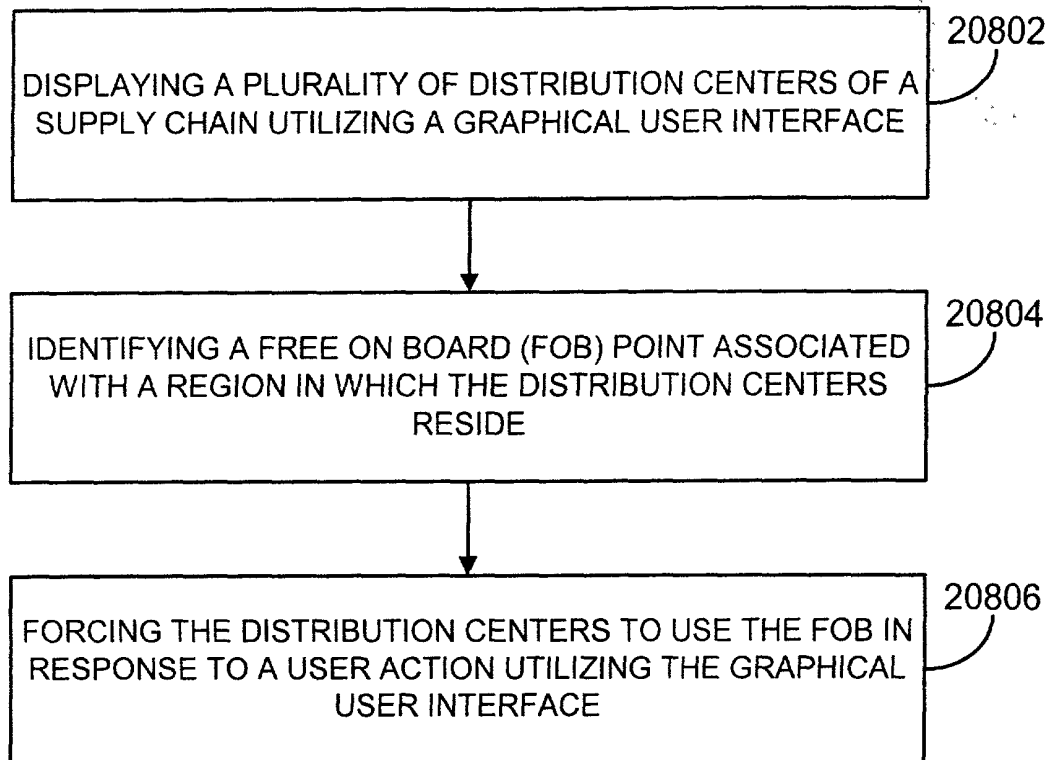 20802
DISPLAYING A PLURALITY OF DISTRIBUTION CENTERS OF A
SUPPLY CHAIN UTILIZING A GRAPHICAL USER INTERFACE
20804
IDENTIFYING A FREE ON BOARD (FOB) POINT ASSOCIATED
WITH A REGION IN WHICH THE DISTRIBUTION CENTERS
RESIDE
20806
FORCING THE DISTRIBUTION CENTERS TO USE THE FOB IN
RESPONSE TO A USER ACTION UTILIZING THE GRAPHICAL
USER INTERFACE